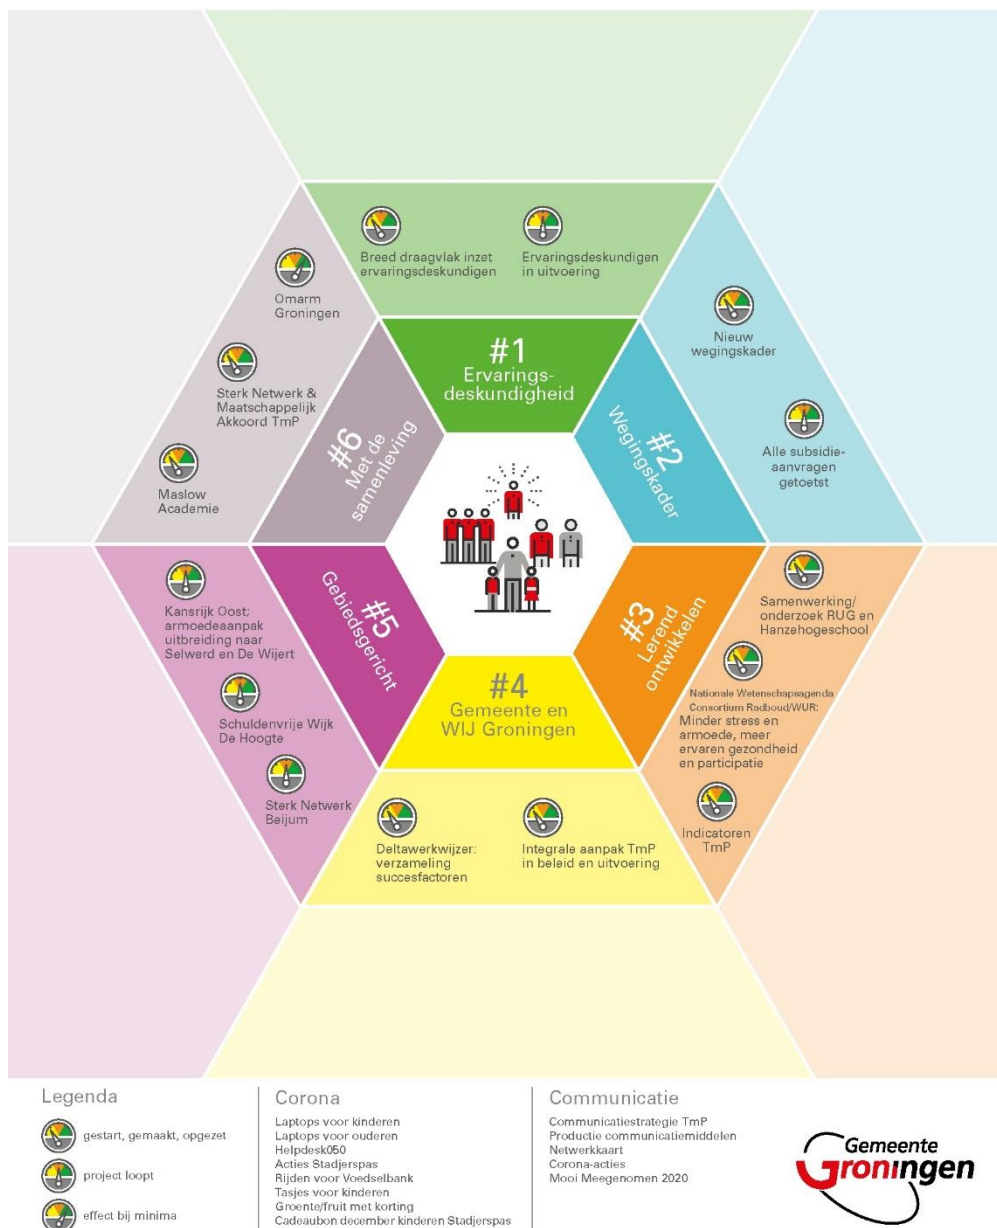 Breed draagvlak inzet
ervaringsdeskundigen
Ervaringsdeskundigen
in uitvoering
#1
Ervarings-
deskundigheid
Nieuw
wegingskader
Alle subsidie-
aanvragen
getoetst
#2
Wegingskader
Samenwerking/
onderzoek RUG en
Hanzehogeschool
Nationale Wetenschapsagenda
Consortium Radboud/WUR:
Minder stress en
armoede, meer
ervaren gezondheid
en participatie
Indicatoren
TmP
#3
Lerend
ontwikkelen
#4
Gemeente en
WIJ Groningen
Deltawerkwijzer:
verzameling
succesfactoren
Integrale aanpak TmP
in beleid en uitvoering
#5
Gebiedsgericht
Kansrijk Oost;
armoedeaanpak
uitbreiding naar
Selwerd en De Wijert
Schuldenvrije Wijk
De Hoogte
Sterk Netwerk
Beijum
#6
Met de
samenleving
Omarm
Groningen
Sterk Netwerk &
Maatschappelijk
Akkoord TmP
Maslow
Academie
Legenda
gestart, gemaakt, opgezet
project loopt
effect bij minima
Corona
Laptops voor kinderen
Laptops voor ouderen
Helpdesk050
Acties Stadjerspas
Rijden voor Voedselbank
Tasjes voor kinderen
Groente/fruit met korting
Cadeaubon december kinderen Stadjerspas
Communicatie
Communicatiestrategie TmP
Productie communicatiemiddelen
Netwerkkaart
Corona-acties
Mooi Meegenomen 2020
Gemeente
Groningen